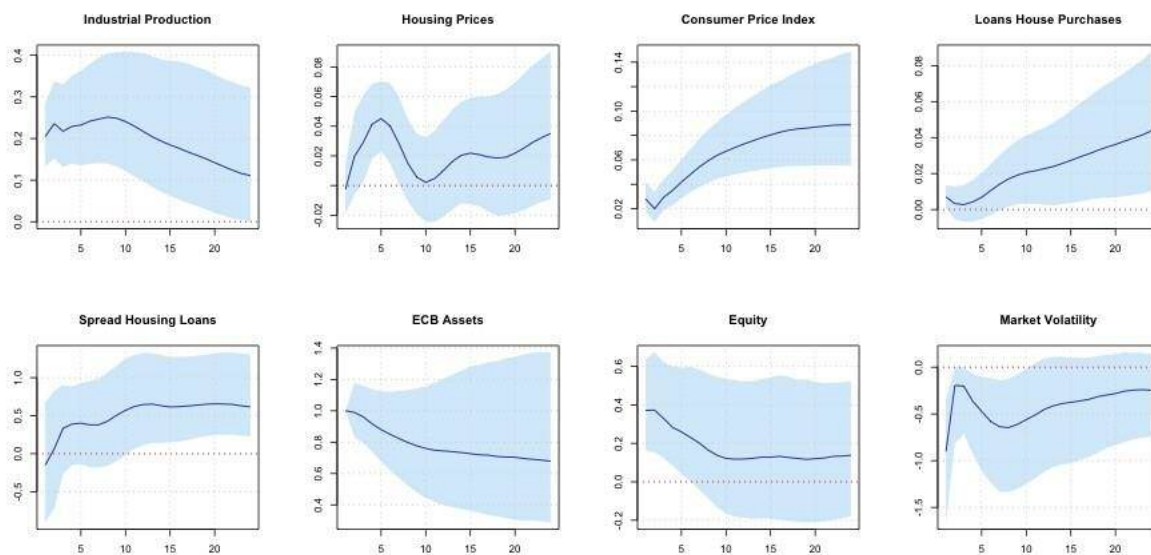 Industrial Production
Housing Prices
Consumer Price Index
Loans House Purchases
0.4
0.3
0.2
0.1
0.0
5 10 15 20
0.08
0.06
0.04
0.02
-0.02
5 10 15 20
0.14
0.10
0.06
0.02
5 10 15 20
0.08
0.06
0.04
0.02
0.00
5 10 15 20
Spread Housing Loans
ECB Assets
Equity
Market Volatility
1.0
0.5
0.0
-0.5
5 10 15 20
1.4
1.2
1.0
0.8
0.6
0.4
5 10 15 20
0.6
0.4
0.2
0.0
-0.2
5 10 15 20
0.0
-0.5
-1.0
-1.5
5 10 15 20